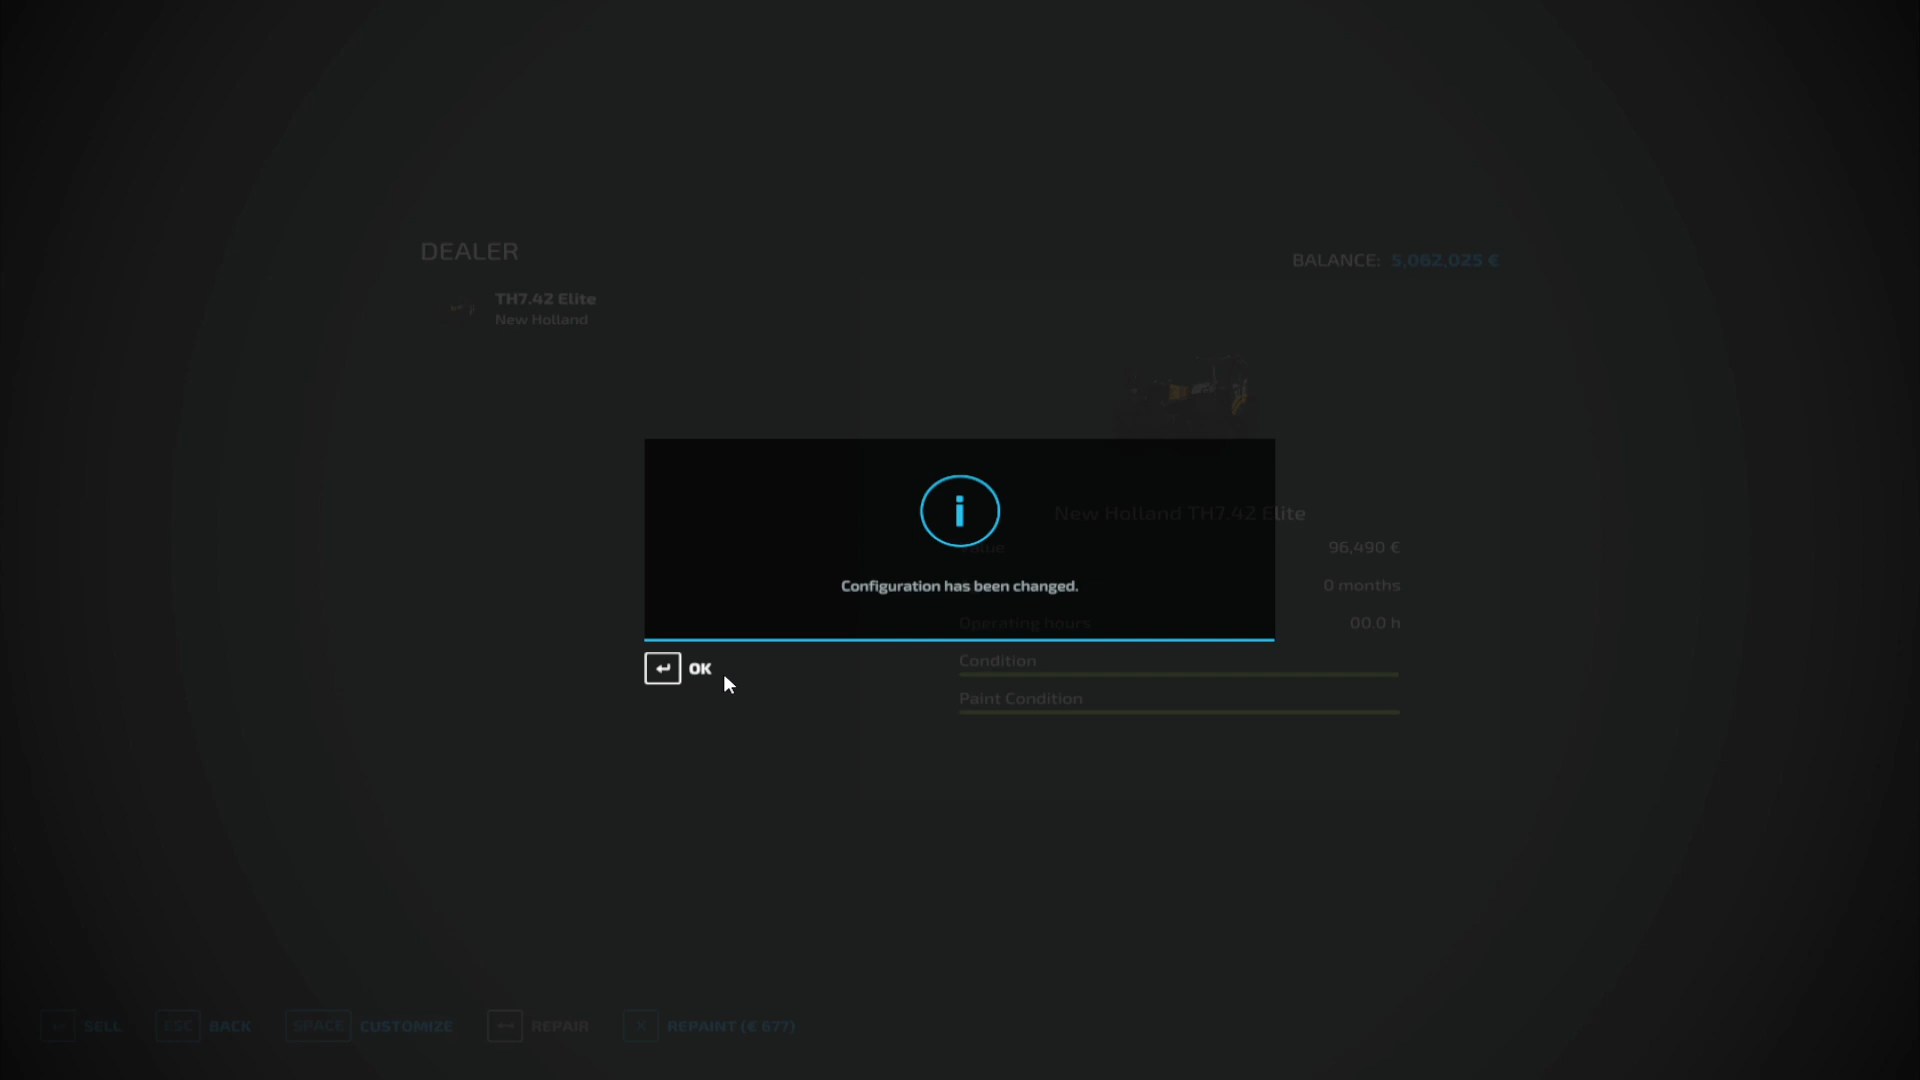 DEALER
BALANCE: 5,062,025 €
TH7.42 Elite
New Holland
New Holland TH7.42 Elite
Value 96,490 €
Configuration has been changed.
0 months
Operating hours 00.0 h
OK
Condition
Paint Condition
SELL ESC BACK SPACE CUSTOMIZE REPAIR X REPAINT (€ 677)